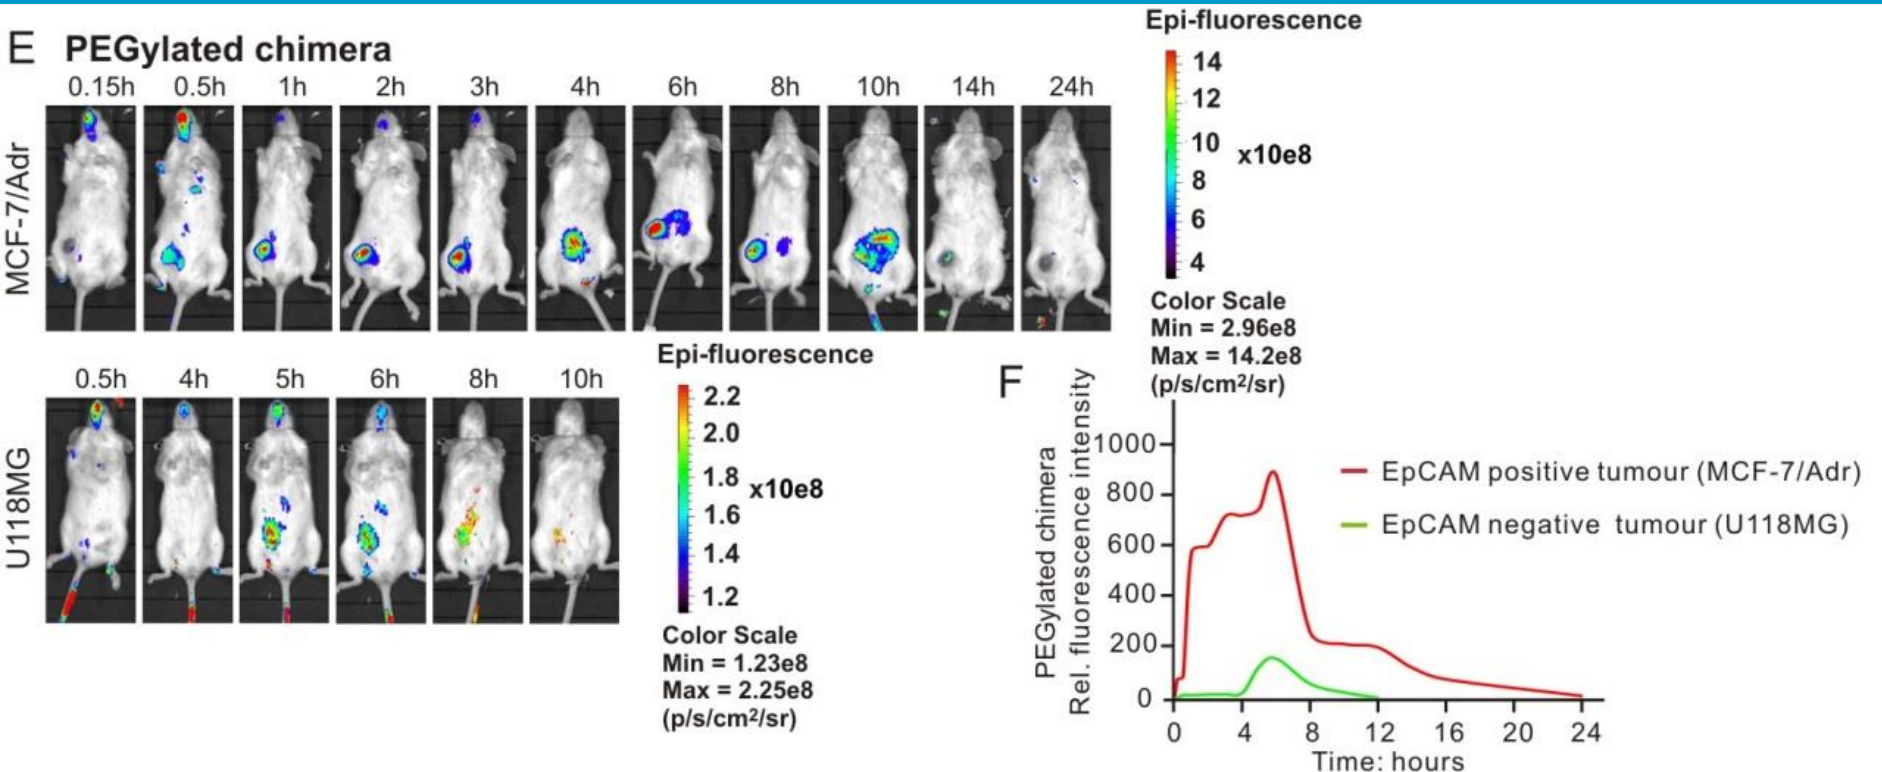 E PEGylated chimera
0.15h 0.5h 1h 2h 3h 4h 6h 8h 10h 14h 24h
MCF-7/Adr
Epi-fluorescence
14
12
10
8
6
4
x10e8
Color Scale
Min = 2.96e8
Max = 14.2e8
(p/s/cm²/sr)
0.5h 4h 5h 6h 8h 10h
U118MG
Epi-fluorescence
2.2
2.0
1.8
1.6
1.4
1.2
x10e8
Color Scale
Min = 1.23e8
Max = 2.25e8
(p/s/cm²/sr)
F
PEGylated chimera
Rel. fluorescence intensity
1000
800
600
400
200
0
EpCAM positive tumour (MCF-7/Adr)
EpCAM negative tumour (U118MG)
0 4 8 12 16 20 24
Time: hours